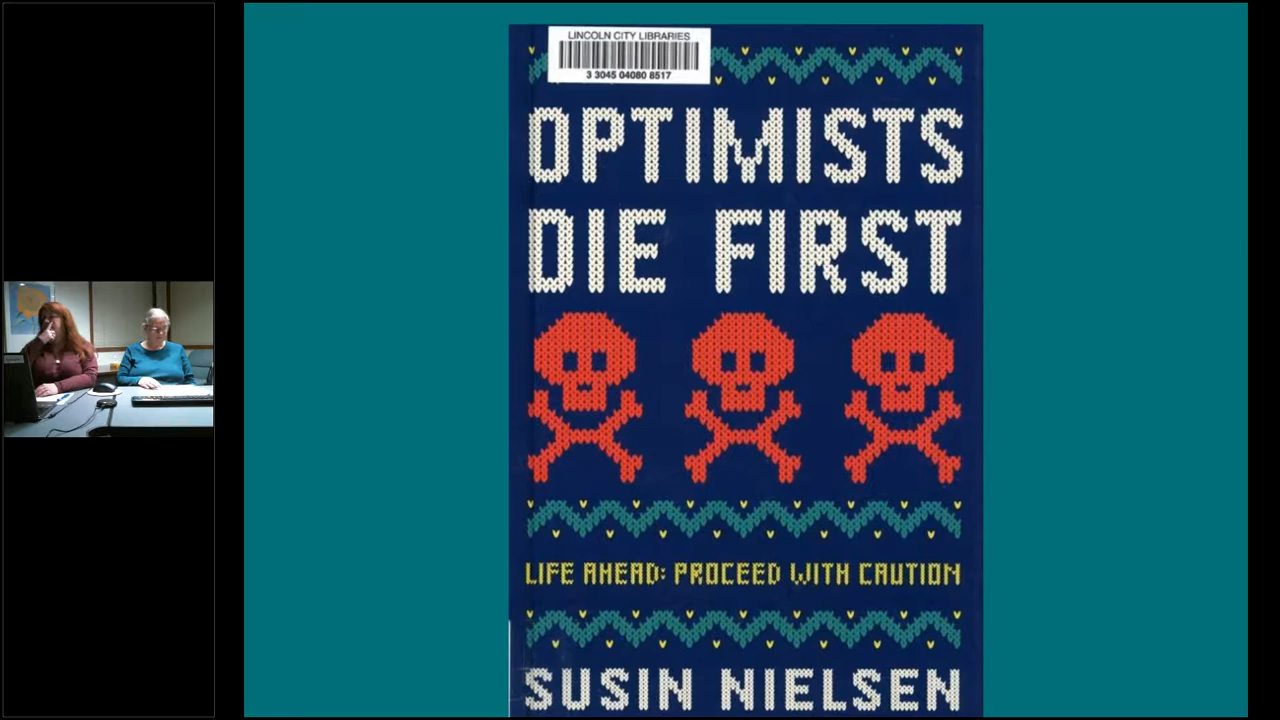 LINCOLN CITY LIBRARIES
3 3045 04080 8517
OPTIMISTS
DIE FIRST
LIFE AHEAD: PROCEED WITH CAUTION
SUSIN NIELSEN